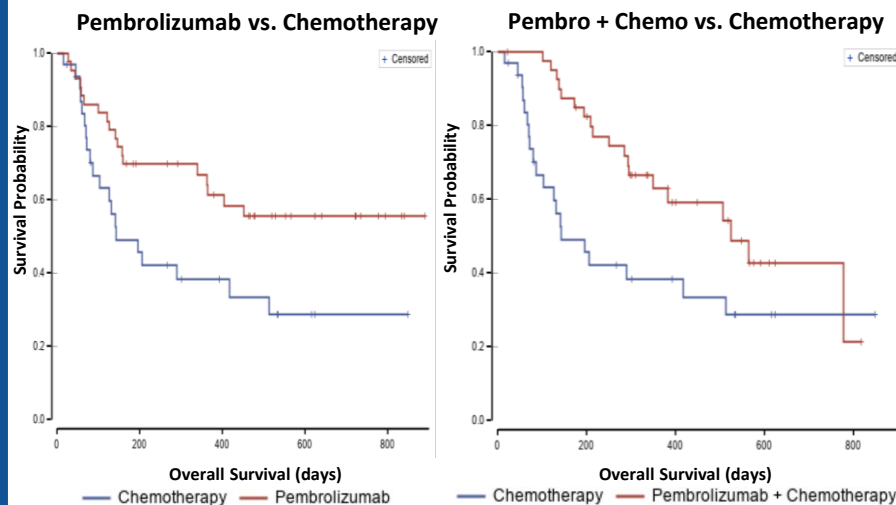 Pembrolizumab vs. Chemotherapy
1.0
0.8
0.6
0.4
0.2
0.0
Survival Probability
+ Censored
0 200 400 600 800
Overall Survival (days)
Chemotherapy Pembrolizumab
Pembro + Chemo vs. Chemotherapy
1.0
0.8
0.6
0.4
0.2
0.0
Survival Probability
+ Censored
0 200 400 600 800
Overall Survival (days)
Chemotherapy Pembrolizumab + Chemotherapy